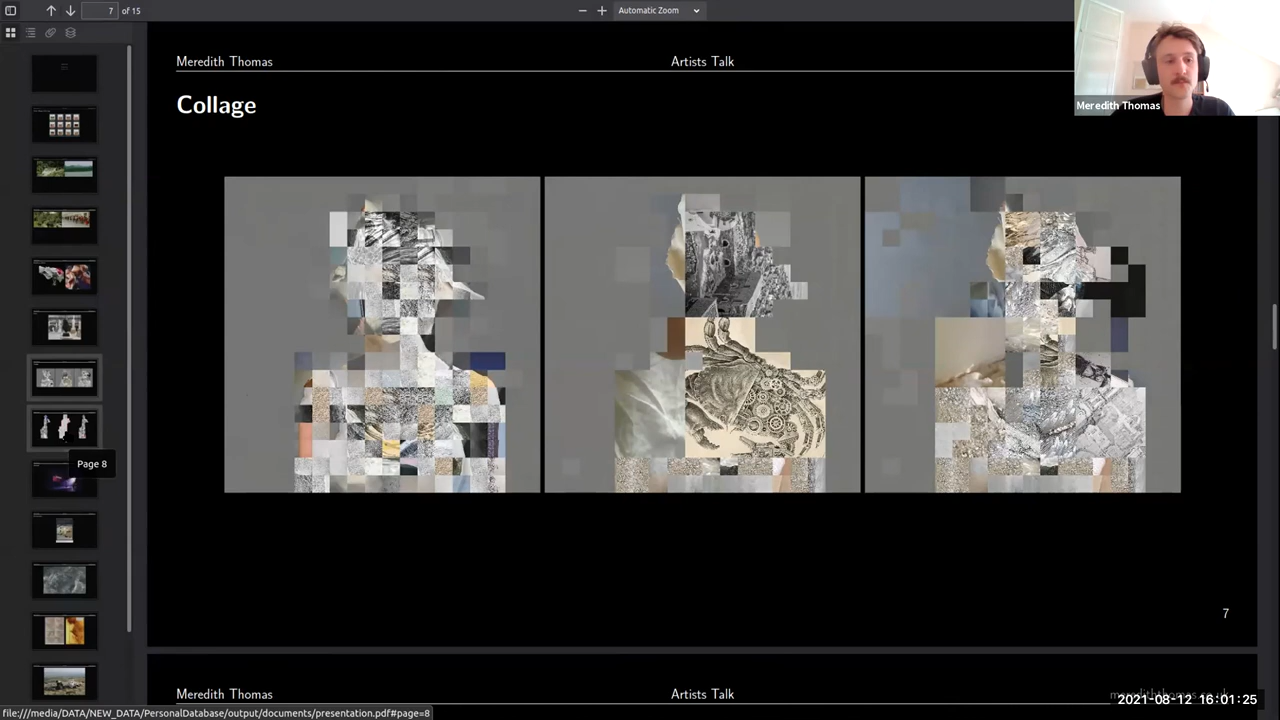 7 of 15
Automatic Zoom
Meredith Thomas
Artists Talk
Meredith Thomas
Collage
Page 8
7
Meredith Thomas
Artists Talk
2021-08-12 16:01:25
file:///media/DATA/NEW_DATA/PersonalDatabase/output/documents/presentation.pdf#page=8